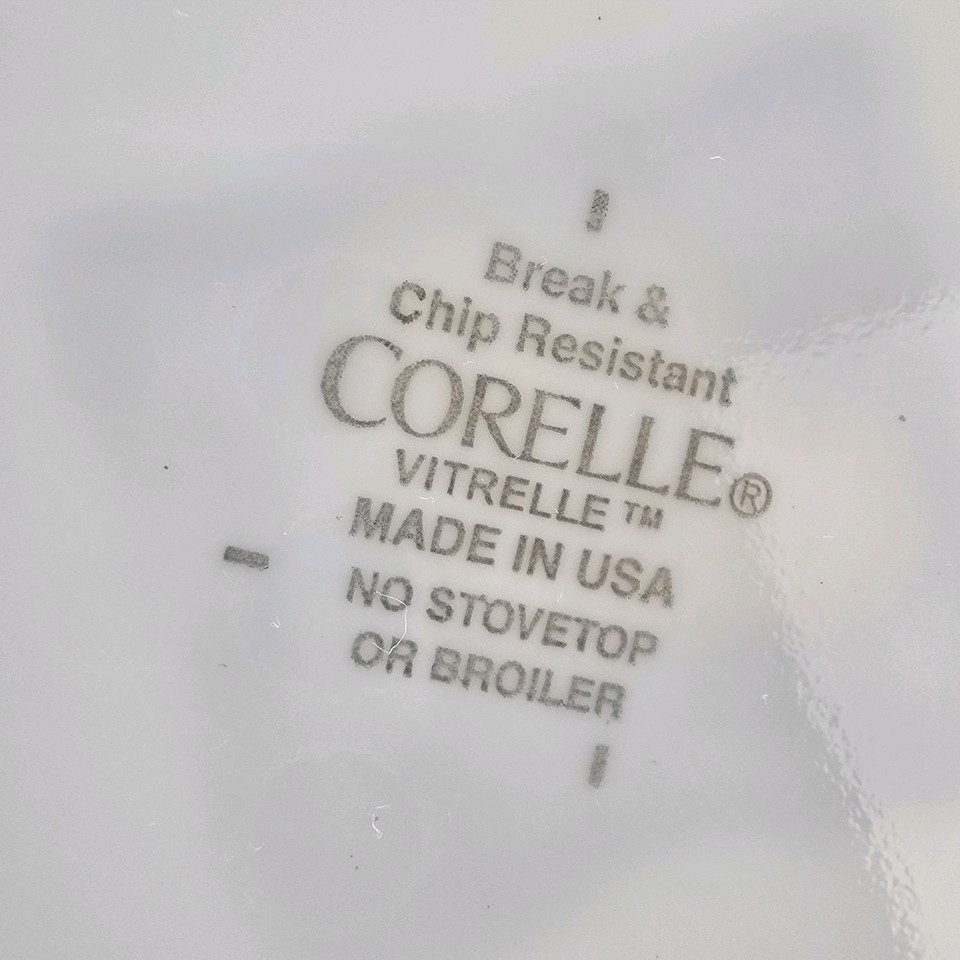 Break &
Chip Resistant
CORELLE®
VITRELLE™
MADE IN USA
NO STOVETOP
OR BROILER